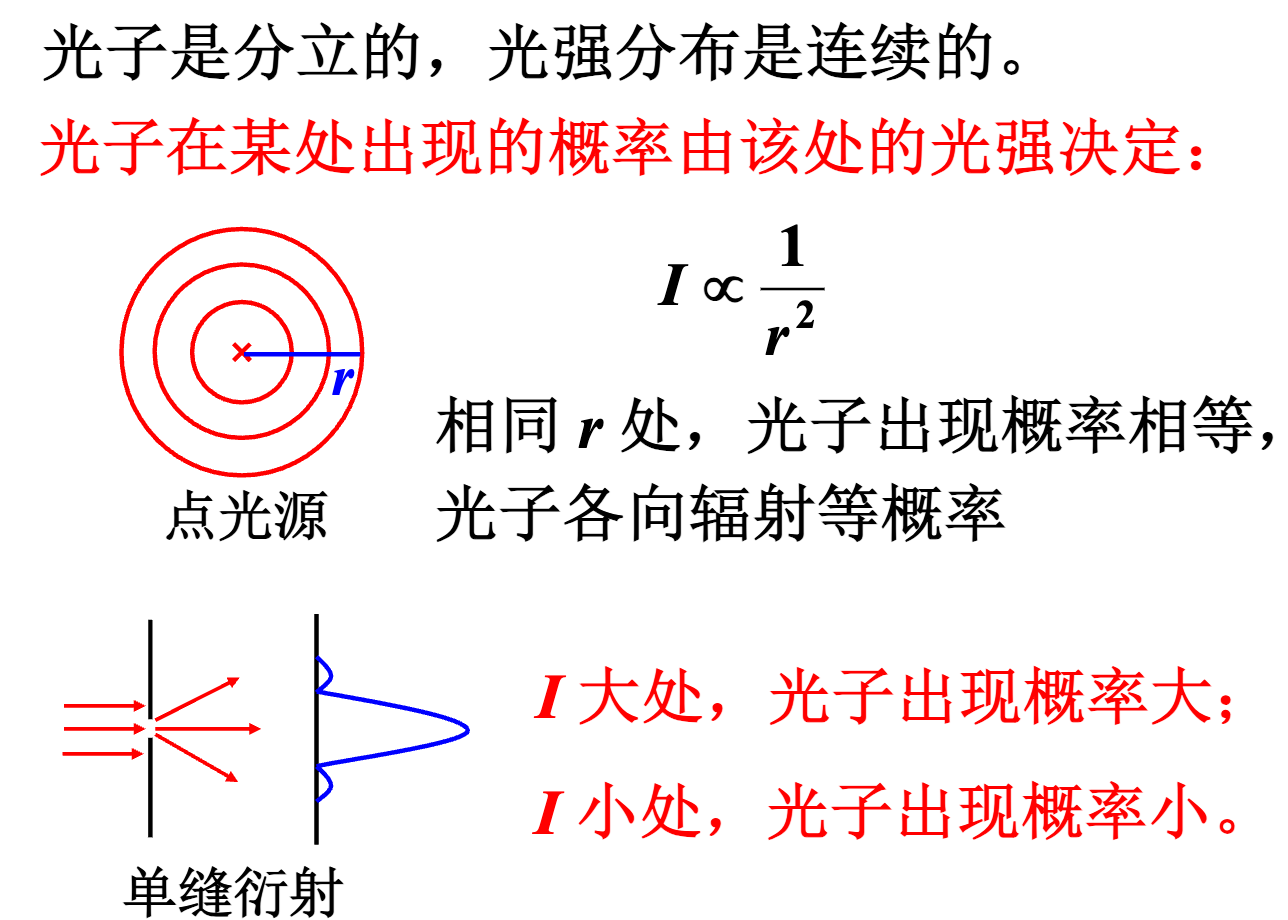 光子是分立的，光强分布是连续的。
光子在某处出现的概率由该处的光强决定：
I ∝ 1/r²
r
相同 r 处，光子出现概率相等，
光子各向辐射等概率
点光源
I 大处，光子出现概率大；
I 小处，光子出现概率小。
单缝衍射